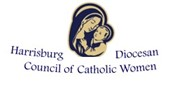 Harrisburg Diocesan
Council of Catholic Women